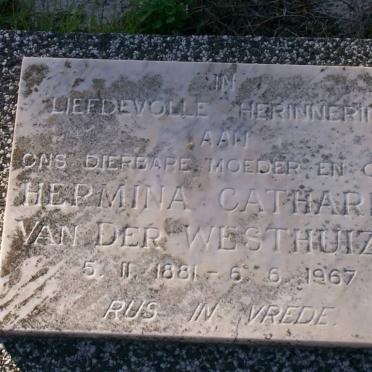 IN
LIEFDEVOLLE HERINNERIN
AAN
ONS DIERBARE MOEDER EN O
HERMINA CATHARI
VAN DER WESTHUIZ
5. 11. 1881 - 6. 6. 1967
RUS IN VREDE.